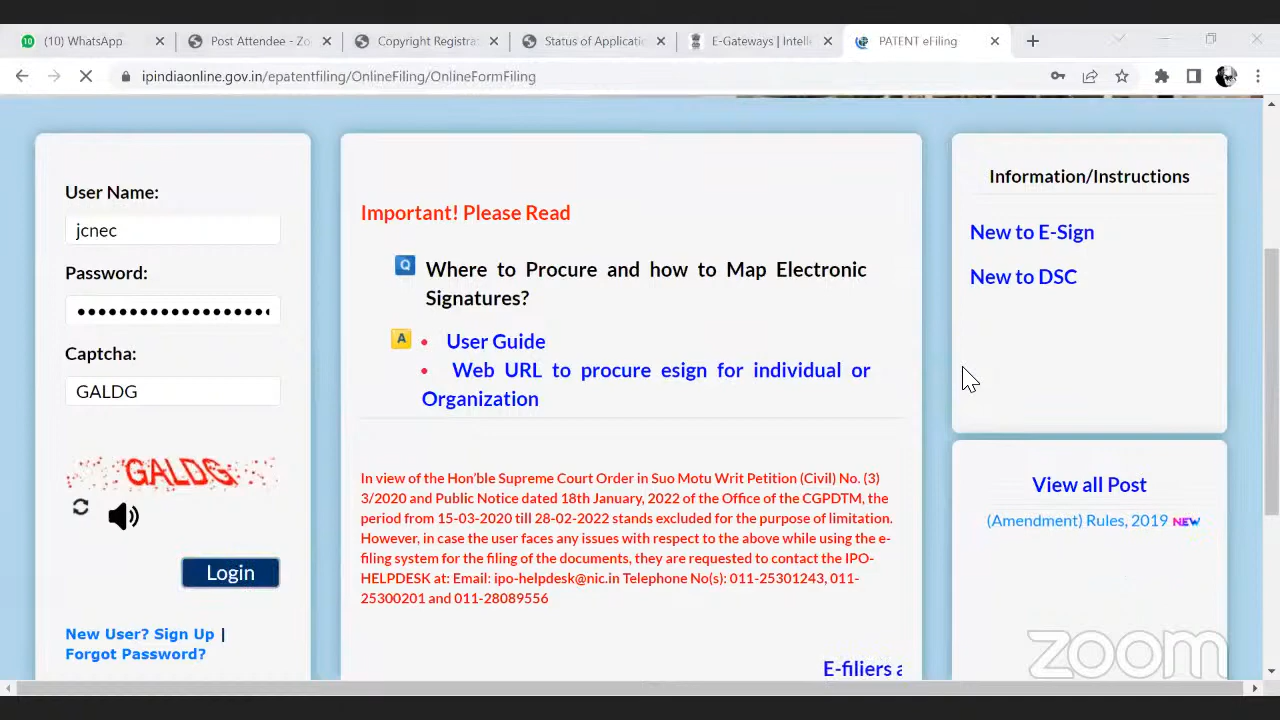 (10) WhatsApp
Post Attendee - Zo
Copyright Registra
Status of Applicati
E-Gateways | Intell
PATENT eFiling
ipindiaonline.gov.in/epatentfiling/OnlineFiling/OnlineFormFiling
User Name:
jcnec
Password:
Captcha:
GALDG
GALDG
Login
New User? Sign Up |
Forgot Password?
Important! Please Read
Q Where to Procure and how to Map Electronic
Signatures?
A • User Guide
• Web URL to procure esign for individual or
Organization
In view of the Hon'ble Supreme Court Order in Suo Motu Writ Petition (Civil) No. (3)
3/2020 and Public Notice dated 18th January, 2022 of the Office of the CGPDTM, the
period from 15-03-2020 till 28-02-2022 stands excluded for the purpose of limitation.
However, in case the user faces any issues with respect to the above while using the e-
filing system for the filing of the documents, they are requested to contact the IPO-
HELPDESK at: Email: ipo-helpdesk@nic.in Telephone No(s): 011-25301243, 011-
25300201 and 011-28089556
E-filiers a
Information/Instructions
New to E-Sign
New to DSC
View all Post
(Amendment) Rules, 2019 NEW
zoom